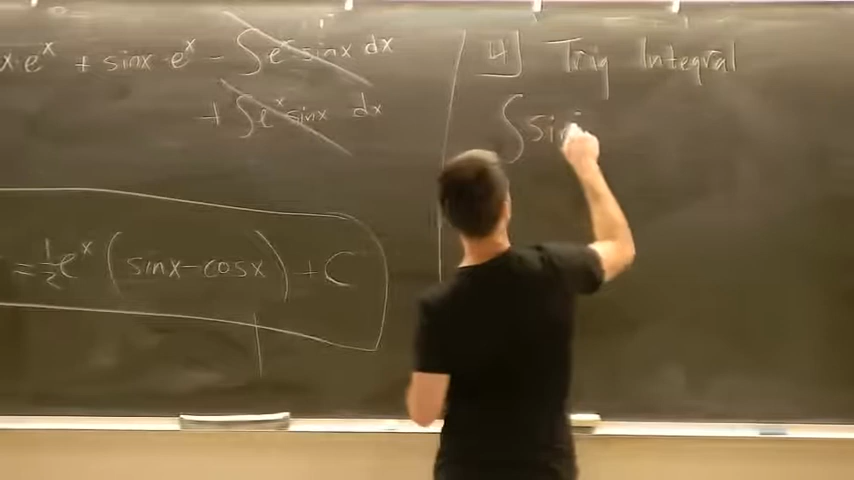 x e^x + sinx e^x - ∫e^x sinx dx
+ ∫e^x sinx dx
= 1/2 e^x (sinx-cosx) + C
4] Trig Integral
∫sin